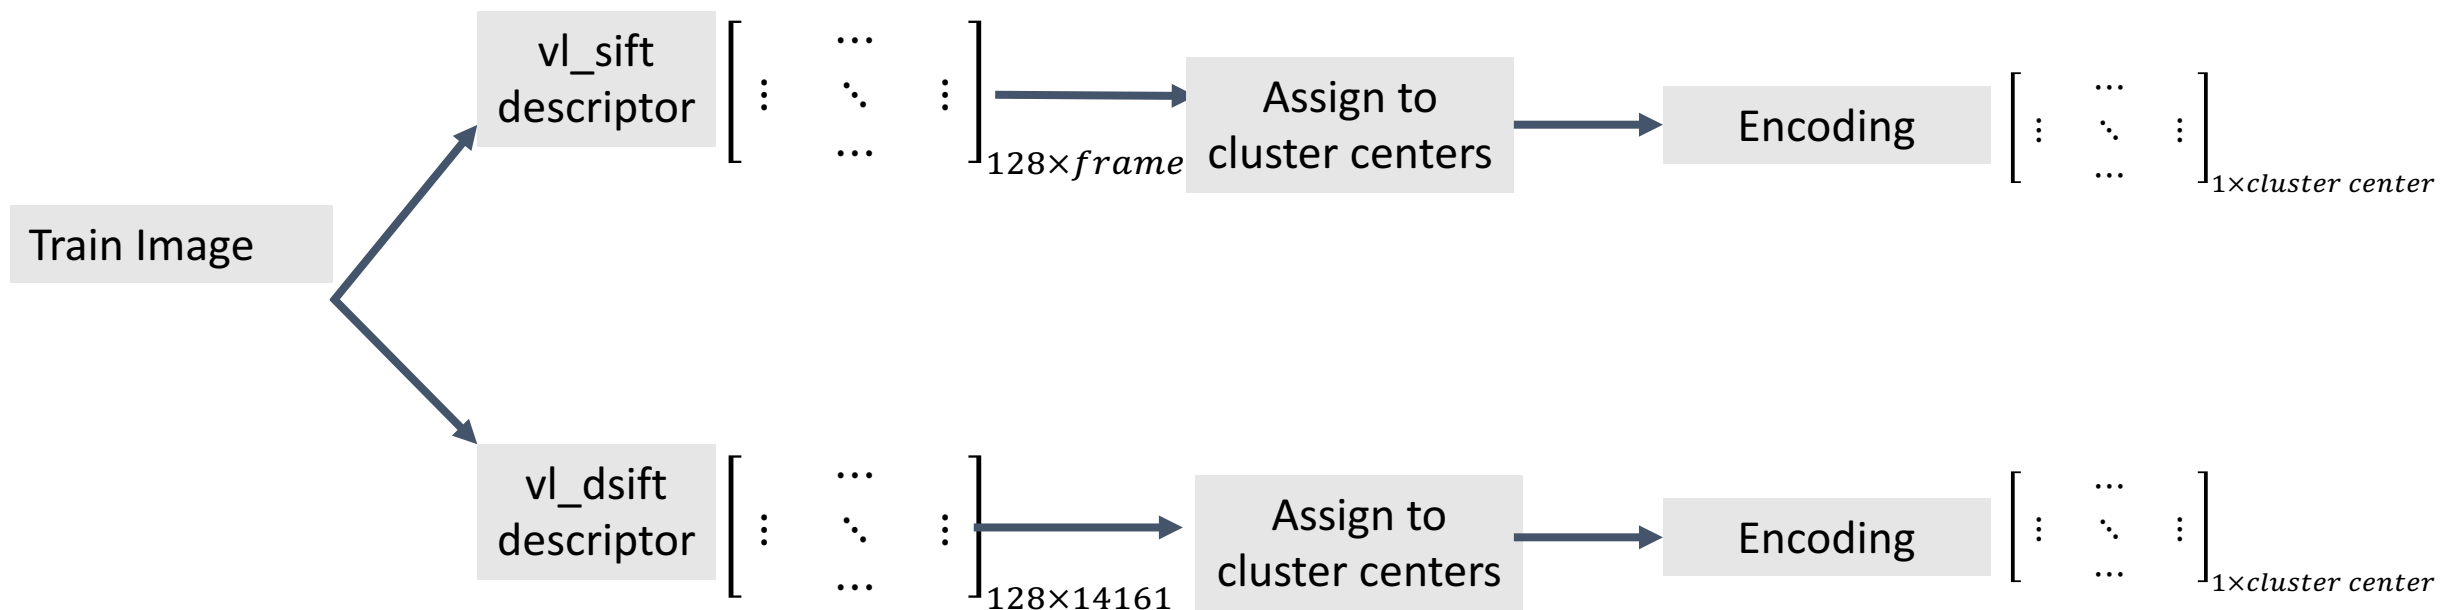 Train Image
vl_sift
descriptor
[⋯ ⋮ ⋱ ⋮ ⋯]
128×frame
Assign to
cluster centers
Encoding
[⋯ ⋮ ⋱ ⋮ ⋯]
1×cluster center
vl_dsift
descriptor
[⋯ ⋮ ⋱ ⋮ ⋯]
128×14161
Assign to
cluster centers
Encoding
[⋯ ⋮ ⋱ ⋮ ⋯]
1×cluster center